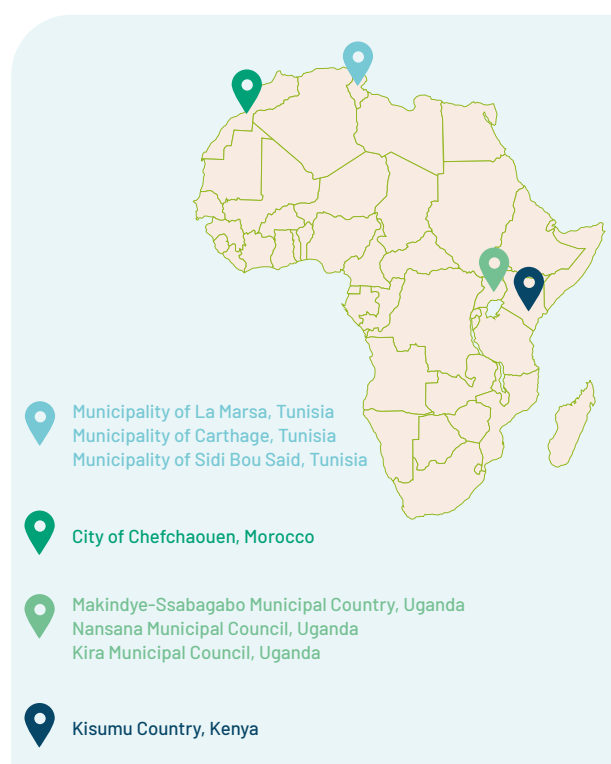 Municipality of La Marsa, Tunisia
Municipality of Carthage, Tunisia
Municipality of Sidi Bou Said, Tunisia
City of Chefchaouen, Morocco
Makindye-Ssabagabo Municipal Country, Uganda
Nansana Municipal Council, Uganda
Kira Municipal Council, Uganda
Kisumu Country, Kenya